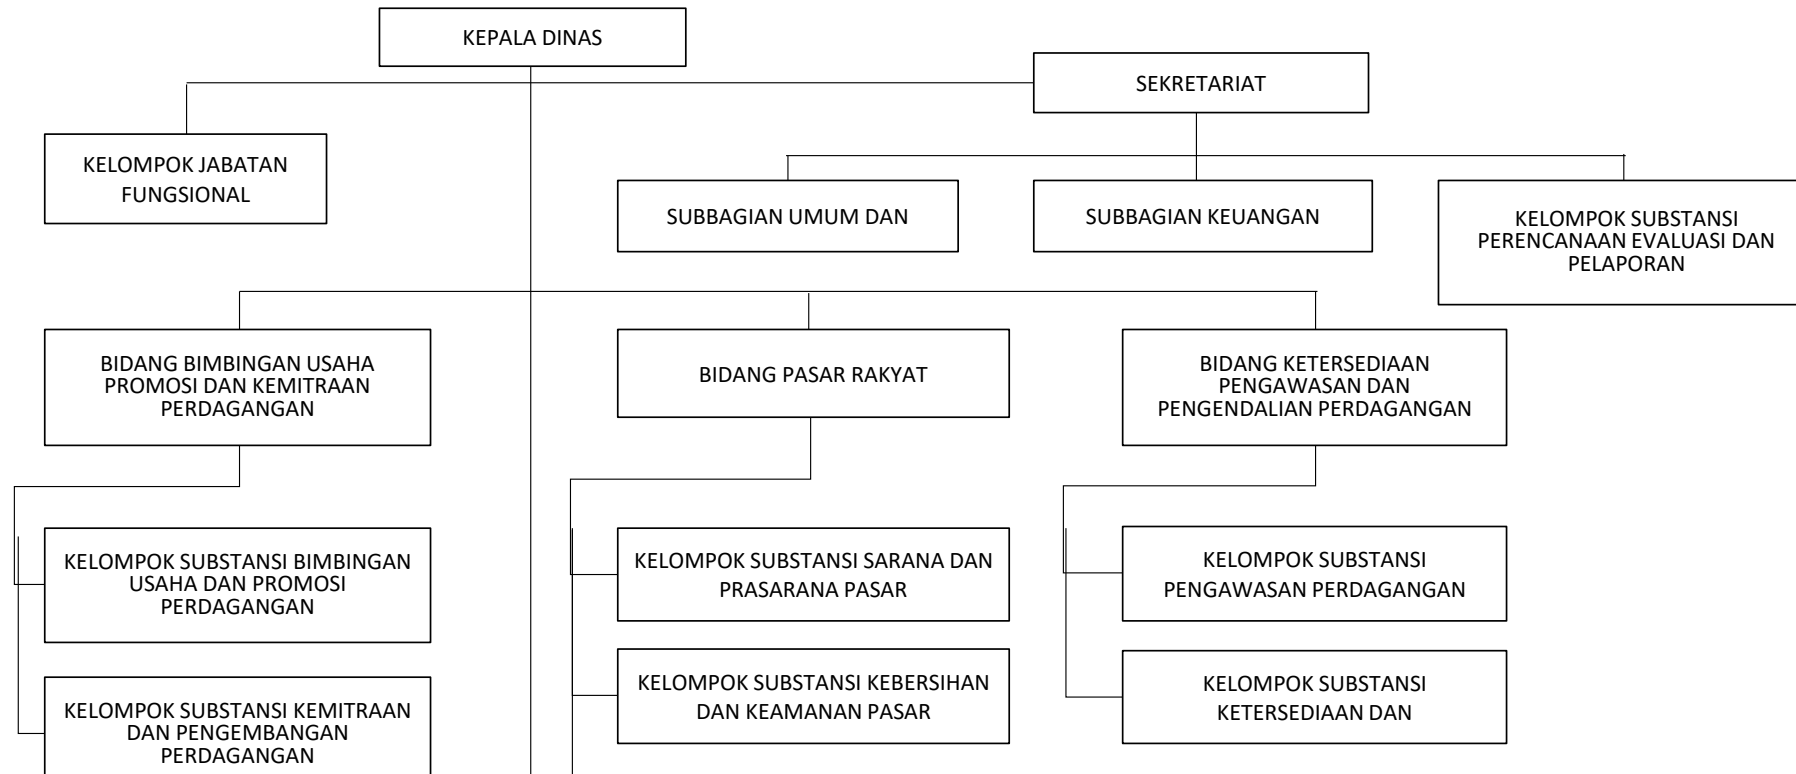 KEPALA DINAS
SEKRETARIAT
KELOMPOK JABATAN
FUNGSIONAL
SUBBAGIAN UMUM DAN
SUBBAGIAN KEUANGAN
KELOMPOK SUBSTANSI
PERENCANAAN EVALUASI DAN
PELAPORAN
BIDANG BIMBINGAN USAHA
PROMOSI DAN KEMITRAAN
PERDAGANGAN
BIDANG PASAR RAKYAT
BIDANG KETERSEDIAAN
PENGAWASAN DAN
PENGENDALIAN PERDAGANGAN
KELOMPOK SUBSTANSI BIMBINGAN
USAHA DAN PROMOSI
PERDAGANGAN
KELOMPOK SUBSTANSI SARANA DAN
PRASARANA PASAR
KELOMPOK SUBSTANSI
PENGAWASAN PERDAGANGAN
KELOMPOK SUBSTANSI KEMITRAAN
DAN PENGEMBANGAN
PERDAGANGAN
KELOMPOK SUBSTANSI KEBERSIHAN
DAN KEAMANAN PASAR
KELOMPOK SUBSTANSI
KETERSEDIAAN DAN